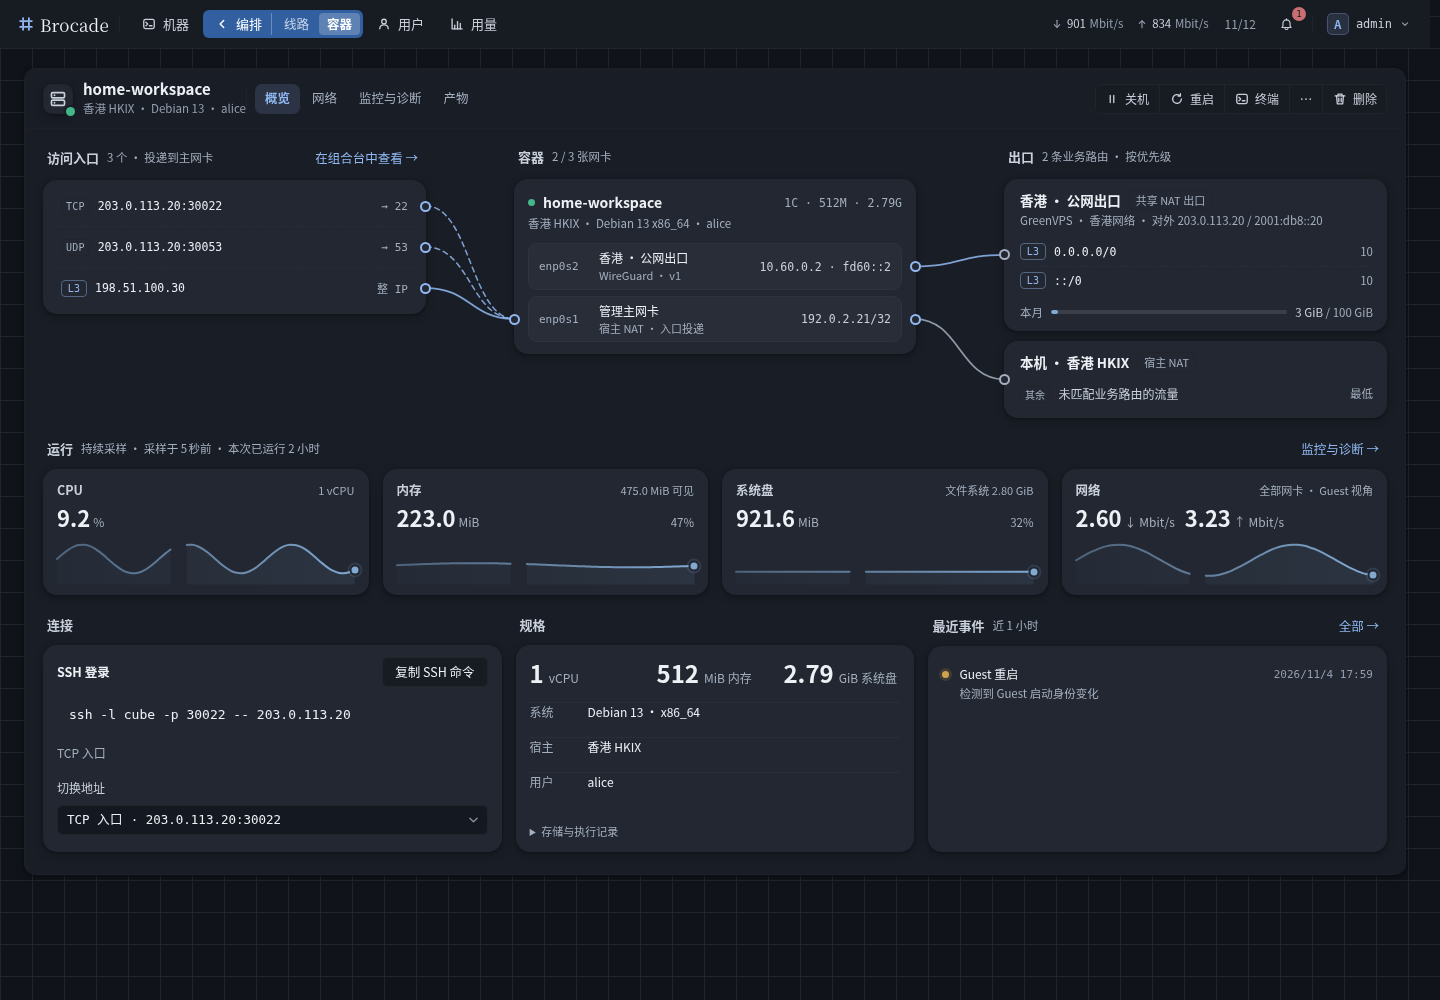 Brocade 机器 编排 线路 容器 用户 用量 ↓ 901 Mbit/s ↑ 834 Mbit/s 11/12 1 A admin
home-workspace
香港 HKIX • Debian 13 • alice
概览 网络 监控与诊断 产物 关机 重启 终端 ··· 删除
访问入口 3 个 • 投递到主网卡 在组合台中查看 →
TCP 203.0.113.20:30022 → 22
UDP 203.0.113.20:30053 → 53
L3 198.51.100.30 整 IP
容器 2 / 3 张网卡
home-workspace 1C · 512M · 2.79G
香港 HKIX • Debian 13 x86_64 • alice
enp0s2 香港 • 公网出口 10.60.0.2 · fd60::2
WireGuard • v1
enp0s1 管理主网卡 192.0.2.21/32
宿主 NAT • 入口投递
出口 2 条业务路由 • 按优先级
香港 • 公网出口 共享 NAT 出口
GreenVPS • 香港网络 • 对外 203.0.113.20 / 2001:db8::20
L3 0.0.0.0/0 10
L3 ::/0 10
本月 3 GiB / 100 GiB
本机 • 香港 HKIX 宿主 NAT
其余 未匹配业务路由的流量 最低
运行 持续采样 • 采样于 5 秒前 • 本次已运行 2 小时 监控与诊断 →
CPU 1 vCPU
9.2 %
内存 475.0 MiB 可见
223.0 MiB 47%
系统盘 文件系统 2.80 GiB
921.6 MiB 32%
网络 全部网卡 • Guest 视角
2.60 ↓ Mbit/s 3.23 ↑ Mbit/s
连接
SSH 登录 复制 SSH 命令
ssh -l cube -p 30022 -- 203.0.113.20
TCP 入口
切换地址
TCP 入口 · 203.0.113.20:30022
规格
1 vCPU 512 MiB 内存 2.79 GiB 系统盘
系统 Debian 13 • x86_64
宿主 香港 HKIX
用户 alice
▶ 存储与执行记录
最近事件 近 1 小时 全部 →
Guest 重启 2026/11/4 17:59
检测到 Guest 启动身份变化